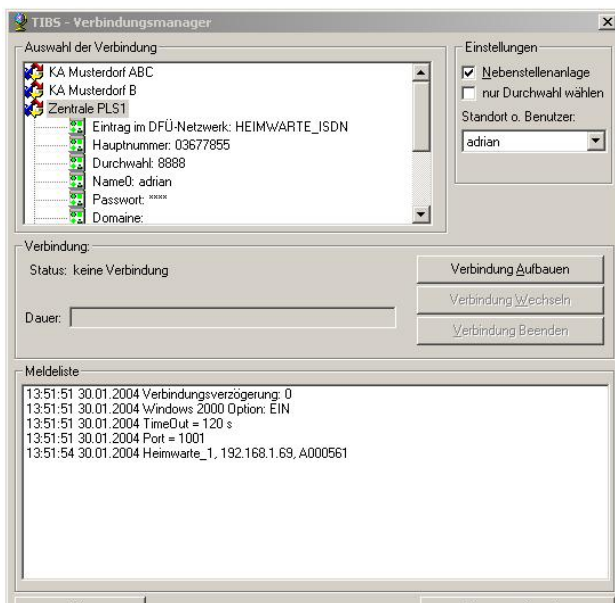 TIBS - Verbindungsmanager
Auswahl der Verbindung
KA Musterdorf ABC
KA Musterdorf B
Zentrale PLS1
Eintrag im DFÜ-Netzwerk: HEIMWARTE_ISDN
Hauptnummer: 03677855
Durchwahl: 8888
Name0: adrian
Passwort: ****
Domaine:
Einstellungen
Nebenstellenanlage
nur Durchwahl wählen
Standort o. Benutzer:
adrian
Verbindung:
Status: keine Verbindung
Dauer:
Verbindung Aufbauen
Verbindung Wechseln
Verbindung Beenden
Meldeliste
13:51:51 30.01.2004 Verbindungsverzögerung: 0
13:51:51 30.01.2004 Windows 2000 Option: EIN
13:51:51 30.01.2004 TimeOut = 120 s
13:51:51 30.01.2004 Port = 1001
13:51:54 30.01.2004 Heimwarte_1, 192.168.1.69, A000561